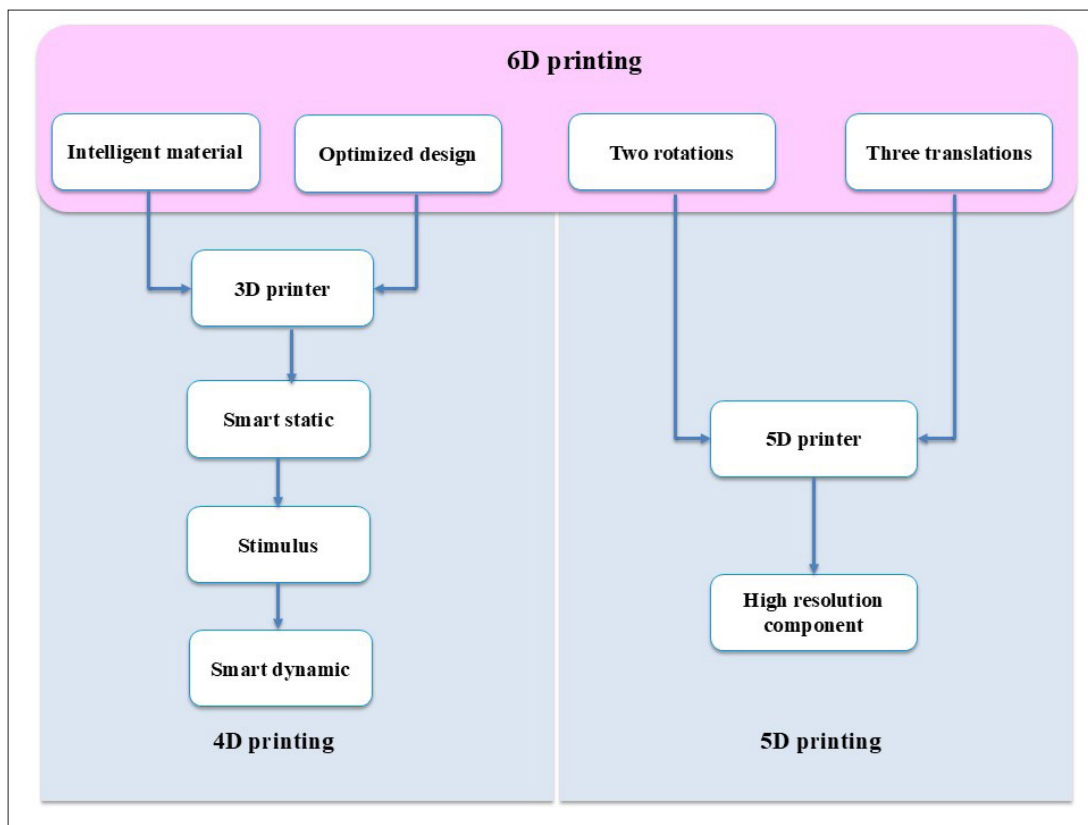 6D printing
Intelligent material
Optimized design
Two rotations
Three translations
3D printer
Smart static
Stimulus
Smart dynamic
4D printing
5D printer
High resolution
component
5D printing